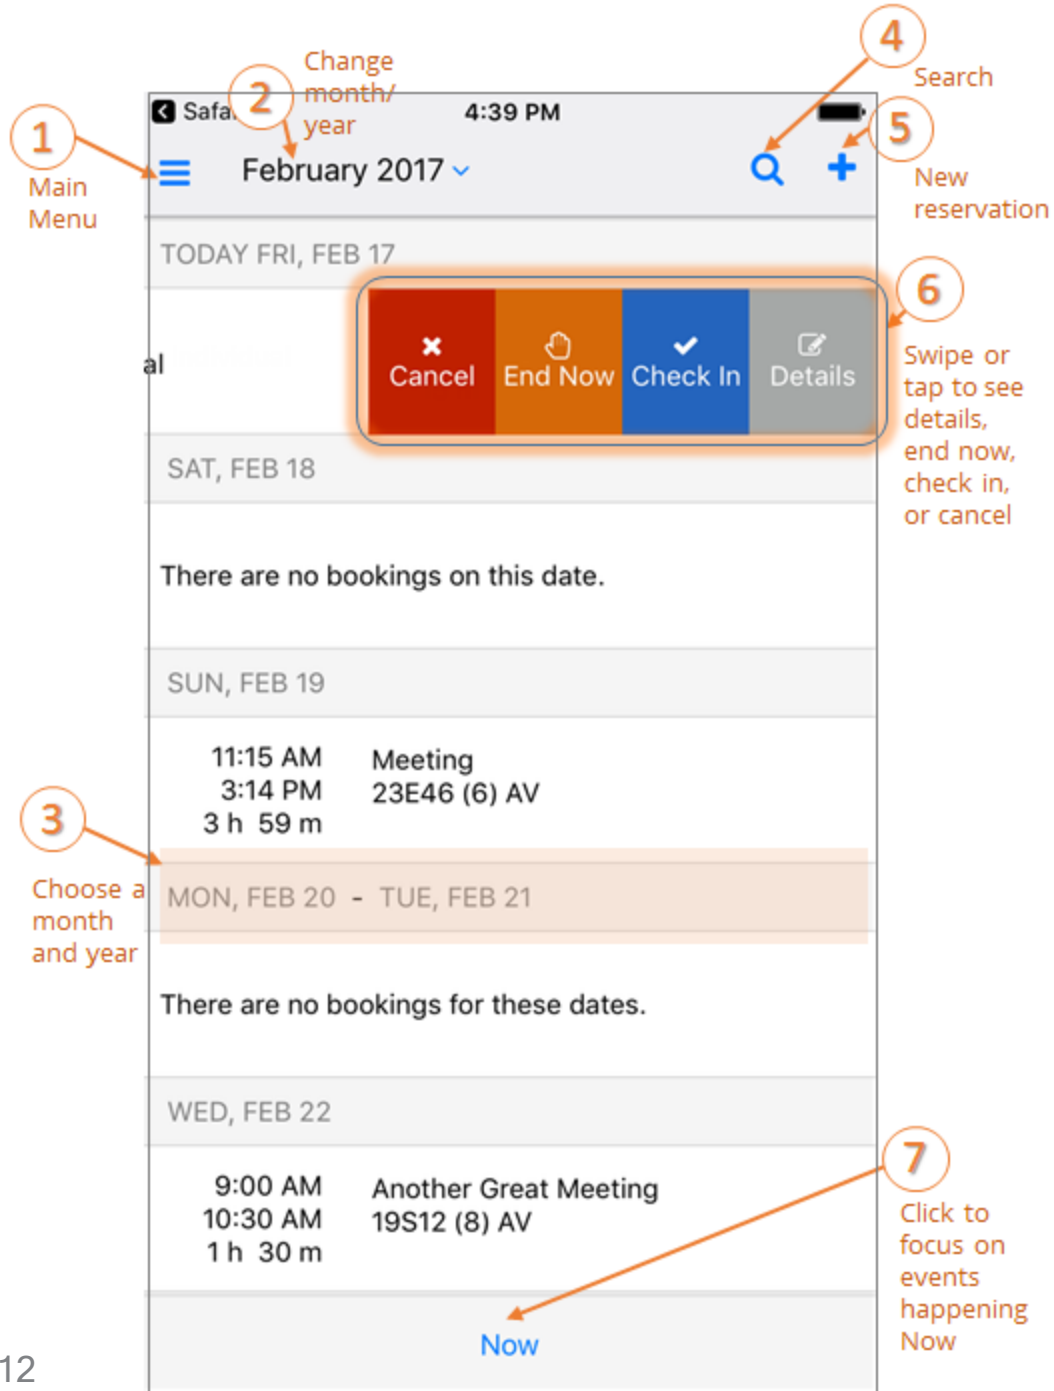 4
Change
Search
2
month/
Safa
4:39 PM
5
1
year
February 2017
New
reservation
Main
Menu
TODAY FRI, FEB 17
6
Cancel
End Now
Check In
Details
al
Swipe or
tap to see
details,
end now,
check in,
or cancel
SAT, FEB 18
There are no bookings on this date.
SUN, FEB 19
11:15 AM
Meeting
3:14 PM
23E46 (6) AV
3 h 59 m
3
Choose a
month
and year
MON, FEB 20 - TUE, FEB 21
There are no bookings for these dates.
WED, FEB 22
9:00 AM
Another Great Meeting
10:30 AM
19S12 (8) AV
1 h 30 m
7
Click to
focus on
events
happening
Now
Now
12